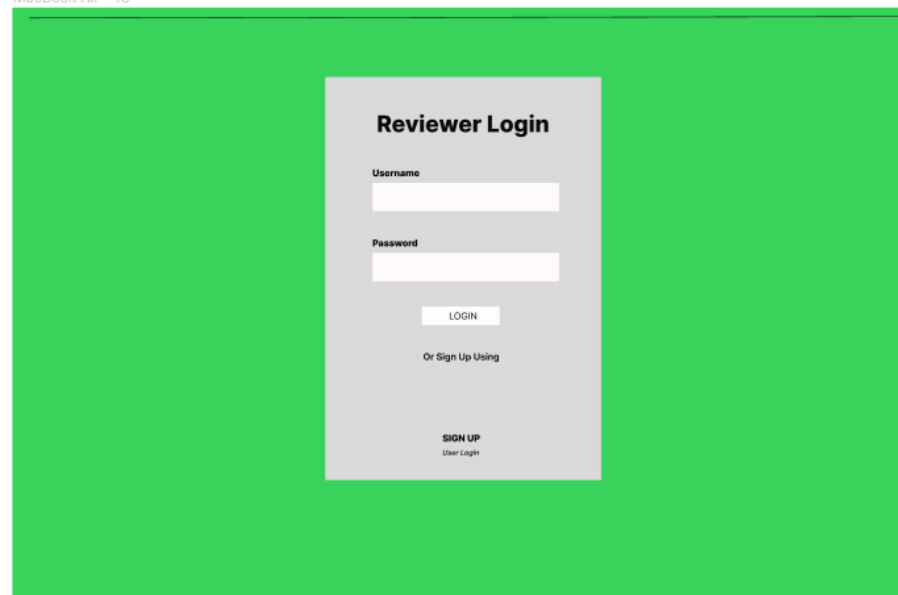 Reviewer Login
Username
Password
LOGIN
Or Sign Up Using
SIGN UP
User Login